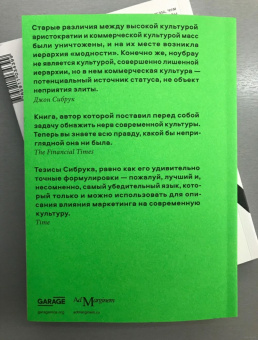 Старые различия между высокой культурой
аристократии и коммерческой культурой масс
были уничтожены, и на их месте возникла
иерархия «модности». Конечно же, ноубрау
не является культурой, совершенно лишенной
иерархии, но в нем коммерческая культура —
потенциальный источник статуса, но объект
неприятия элиты.
Джон Сибрук
Книга, автор которой поставил перед собой
задачу обнажить нерв современной культуры.
Теперь вы знаете всю правду, какой бы непри-
глядной она ни была.
The Financial Times
Тезисы Сибрука, равно как его удивительно
точные формулировки — пожалуй, лучший и,
несомненно, самый убедительный язык, кото-
рый только и можно использовать для опи-
сания влияния маркетинга на современную
культуру.
Time
GARAGE
Ad Marginem